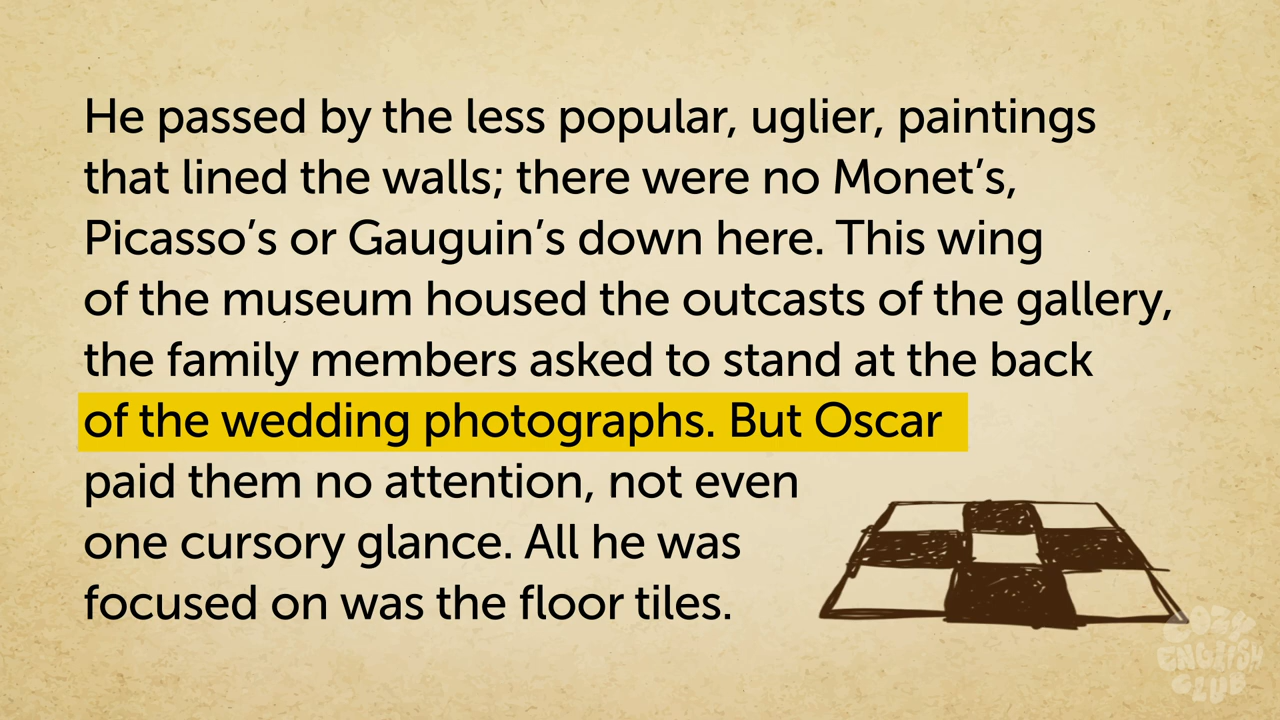 He passed by the less popular, uglier, paintings
that lined the walls; there were no Monet’s,
Picasso’s or Gauguin’s down here. This wing
of the museum housed the outcasts of the gallery,
the family members asked to stand at the back
of the wedding photographs. But Oscar
paid them no attention, not even
one cursory glance. All he was
focused on was the floor tiles.
COZY
ENGLISH
CLUB